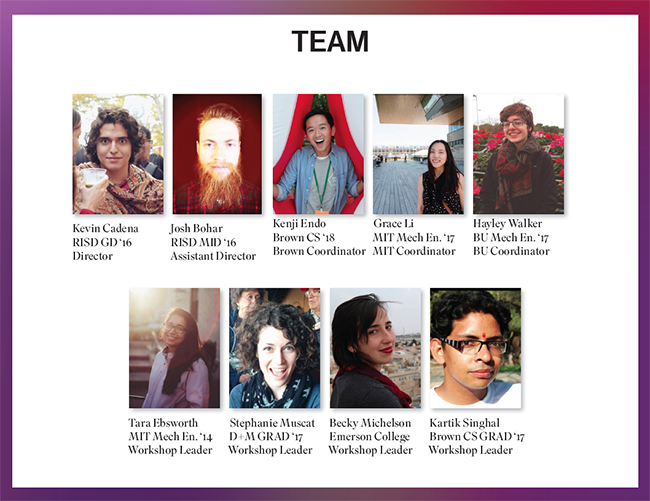 TEAM
Kevin Cadena
RISD GD ‘16
Director
Josh Bohar
RISD MID ‘16
Assistant Director
Kenji Endo
Brown CS ‘18
Brown Coordinator
Grace Li
MIT Mech En. ‘17
MIT Coordinator
Hayley Walker
BU Mech En. ‘17
BU Coordinator
Tara Ebsworth
MIT Mech En. ‘14
Workshop Leader
Stephanie Muscat
D+M GRAD ‘17
Workshop Leader
Becky Michelson
Emerson College
Workshop Leader
Kartik Singhal
Brown CS GRAD ‘17
Workshop Leader